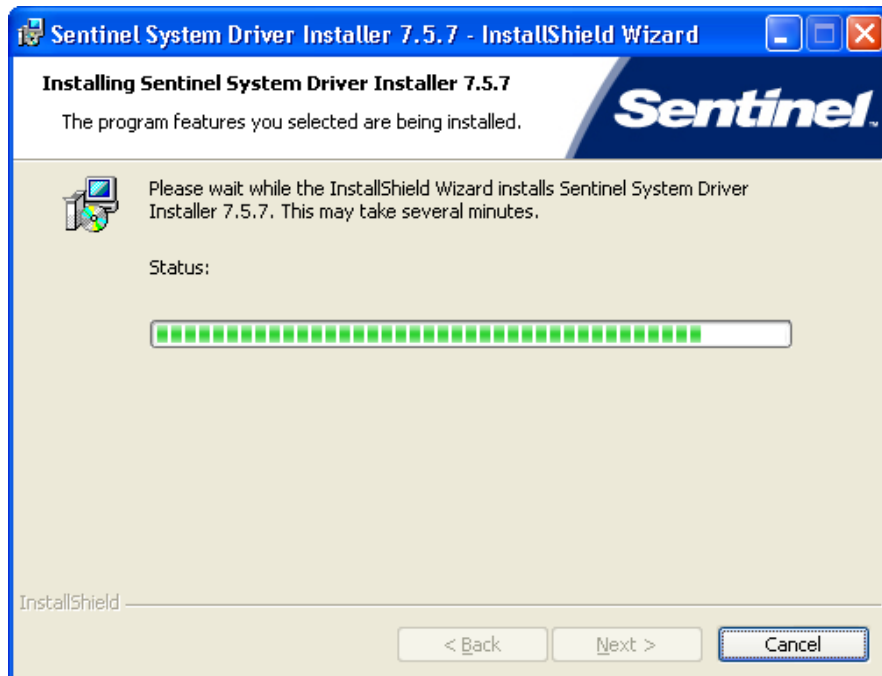 Sentinel System Driver Installer 7.5.7 - InstallShield Wizard
Installing Sentinel System Driver Installer 7.5.7
The program features you selected are being installed.
Sentinel™
Please wait while the InstallShield Wizard installs Sentinel System Driver
Installer 7.5.7. This may take several minutes.
Status:
InstallShield
< Back
Next >
Cancel